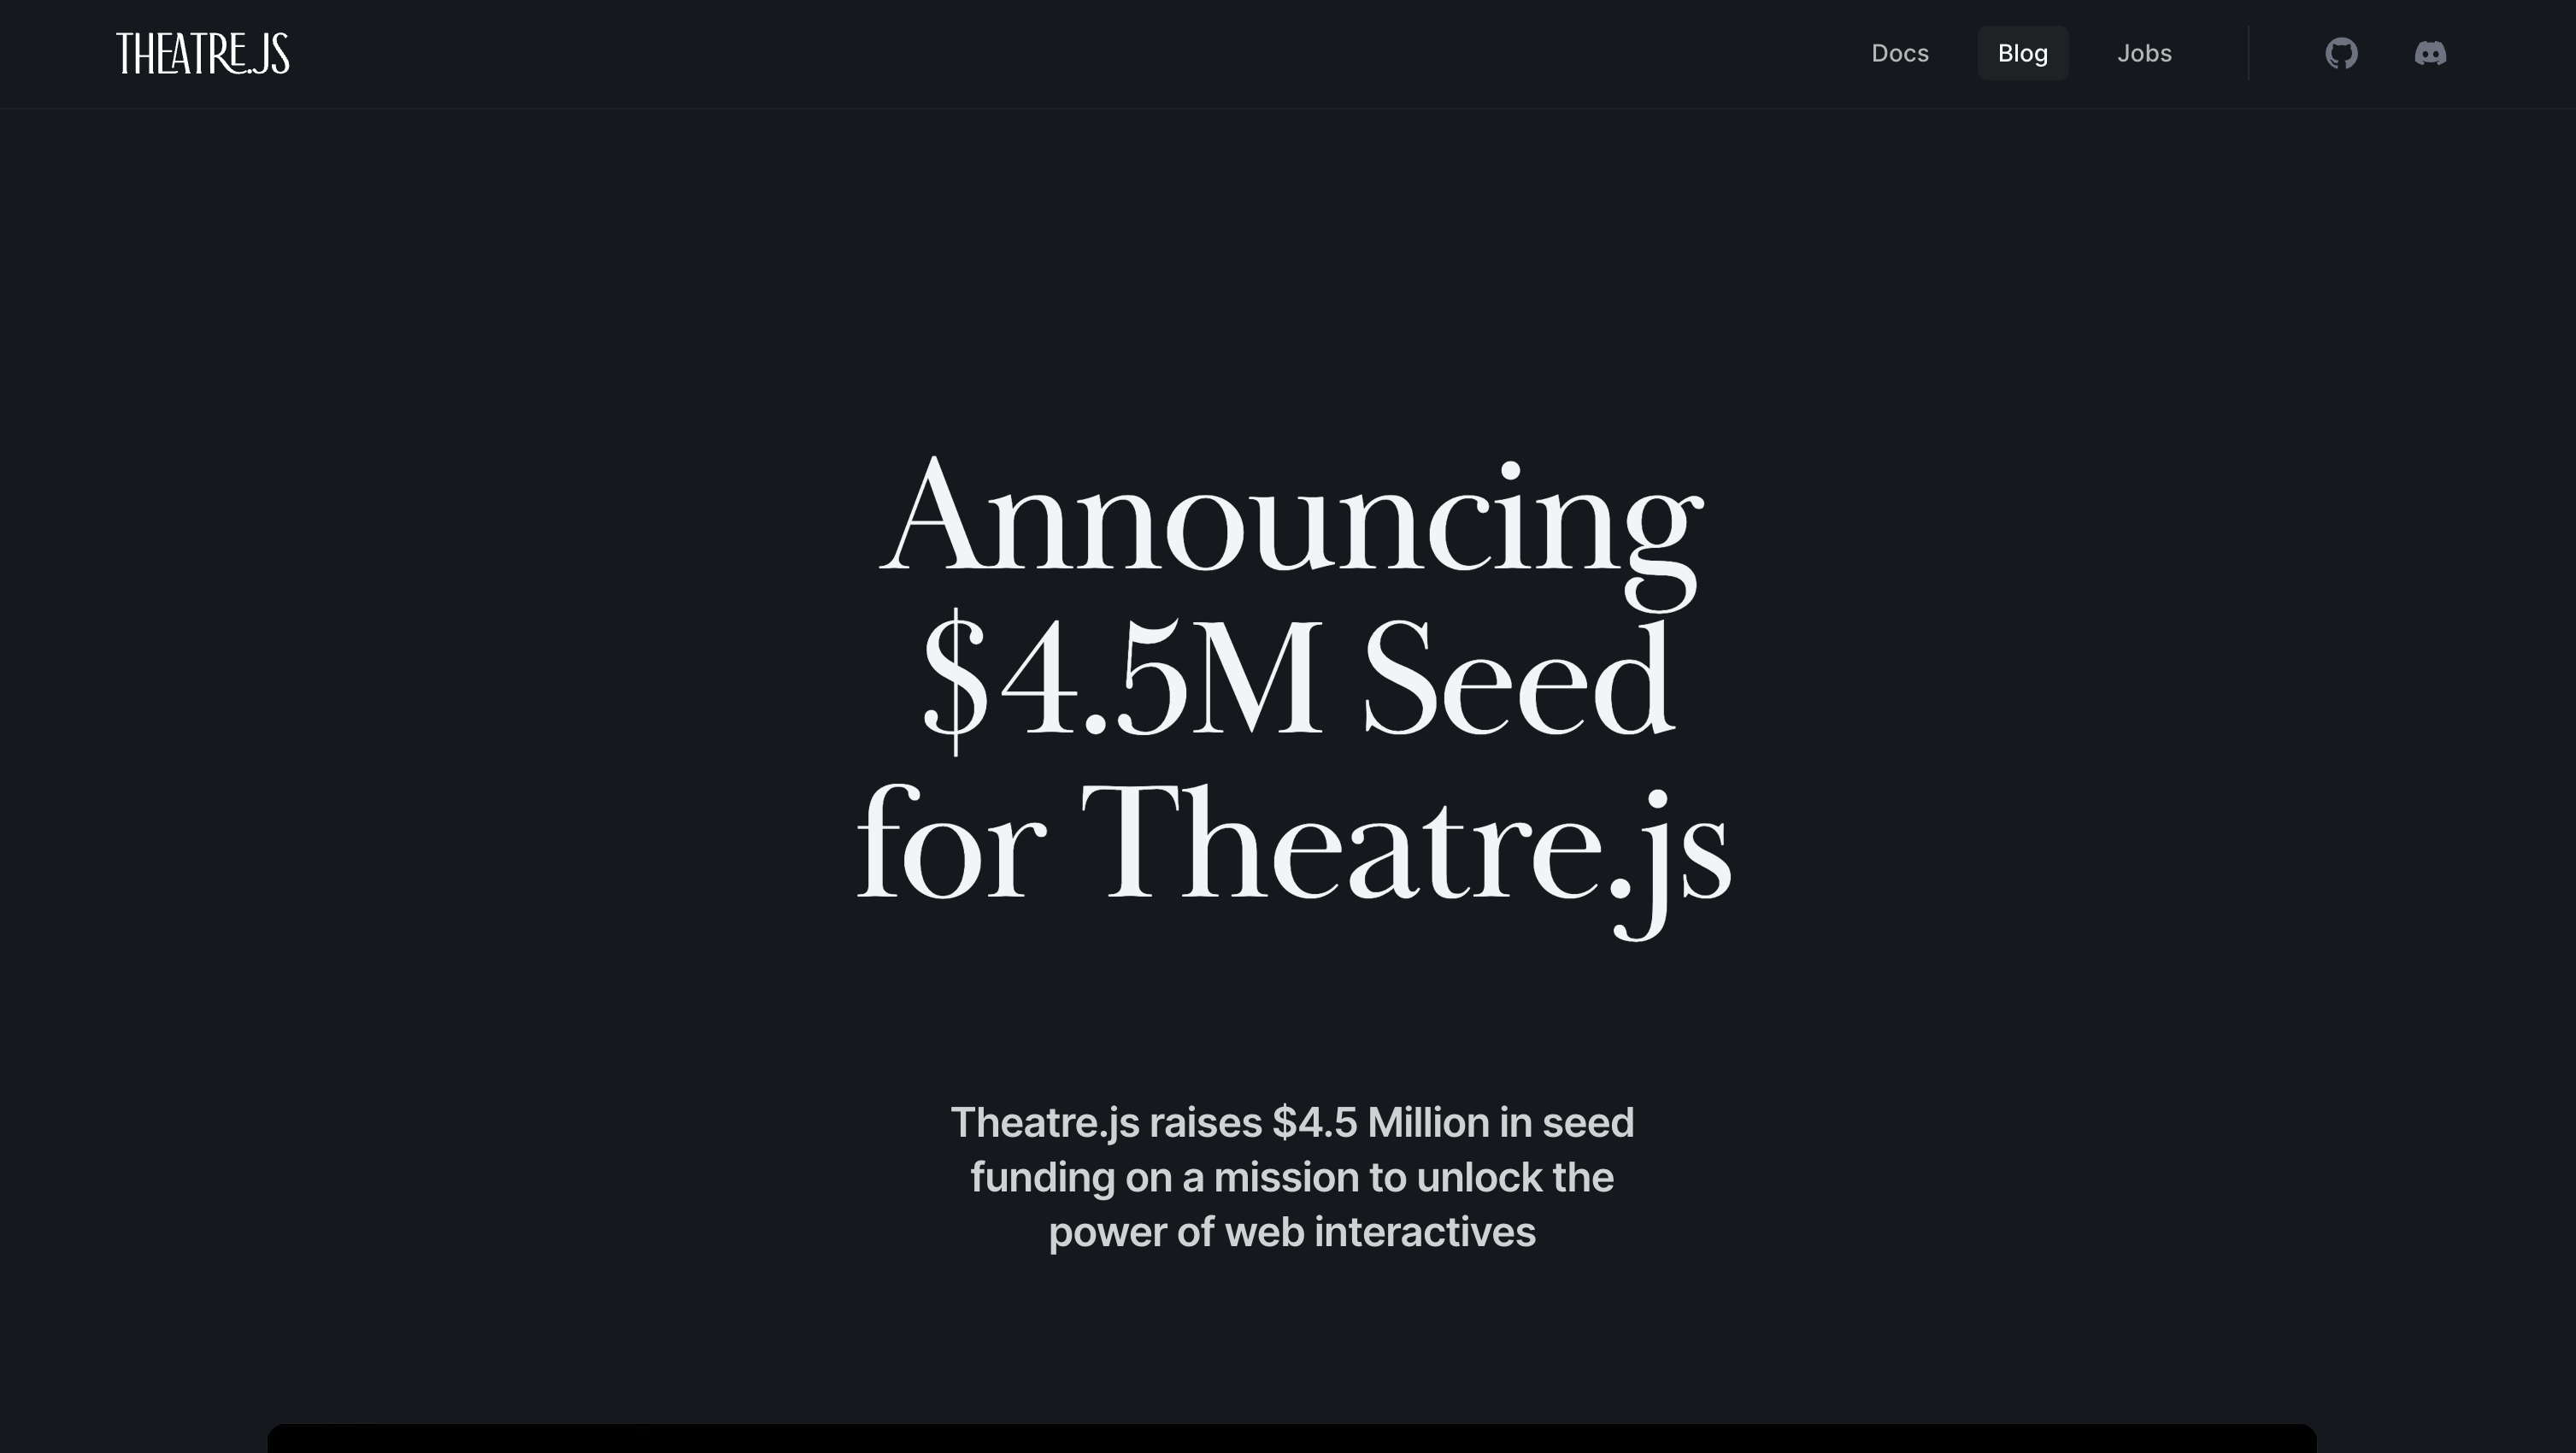 THEATRE.JS
Docs
Blog
Jobs
Announcing
$4.5M Seed
for Theatre.js
Theatre.js raises $4.5 Million in seed
funding on a mission to unlock the
power of web interactives